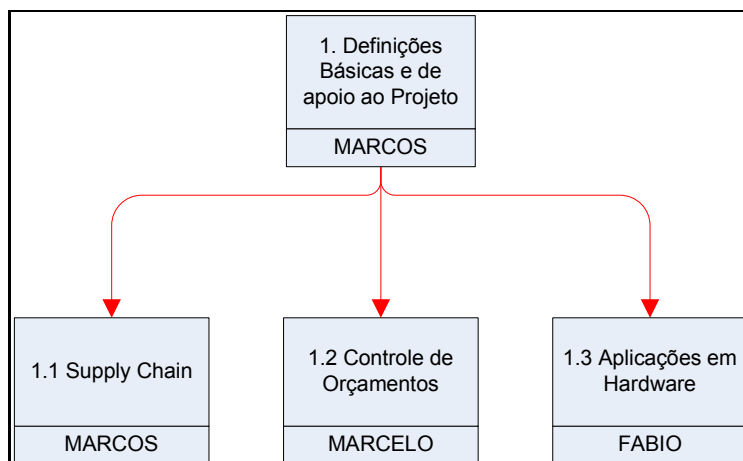 1. Definições
Básicas e de
apoio ao Projeto
MARCOS
1.1 Supply Chain
MARCOS
1.2 Controle de
Orçamentos
MARCELO
1.3 Aplicações em
Hardware
FABIO